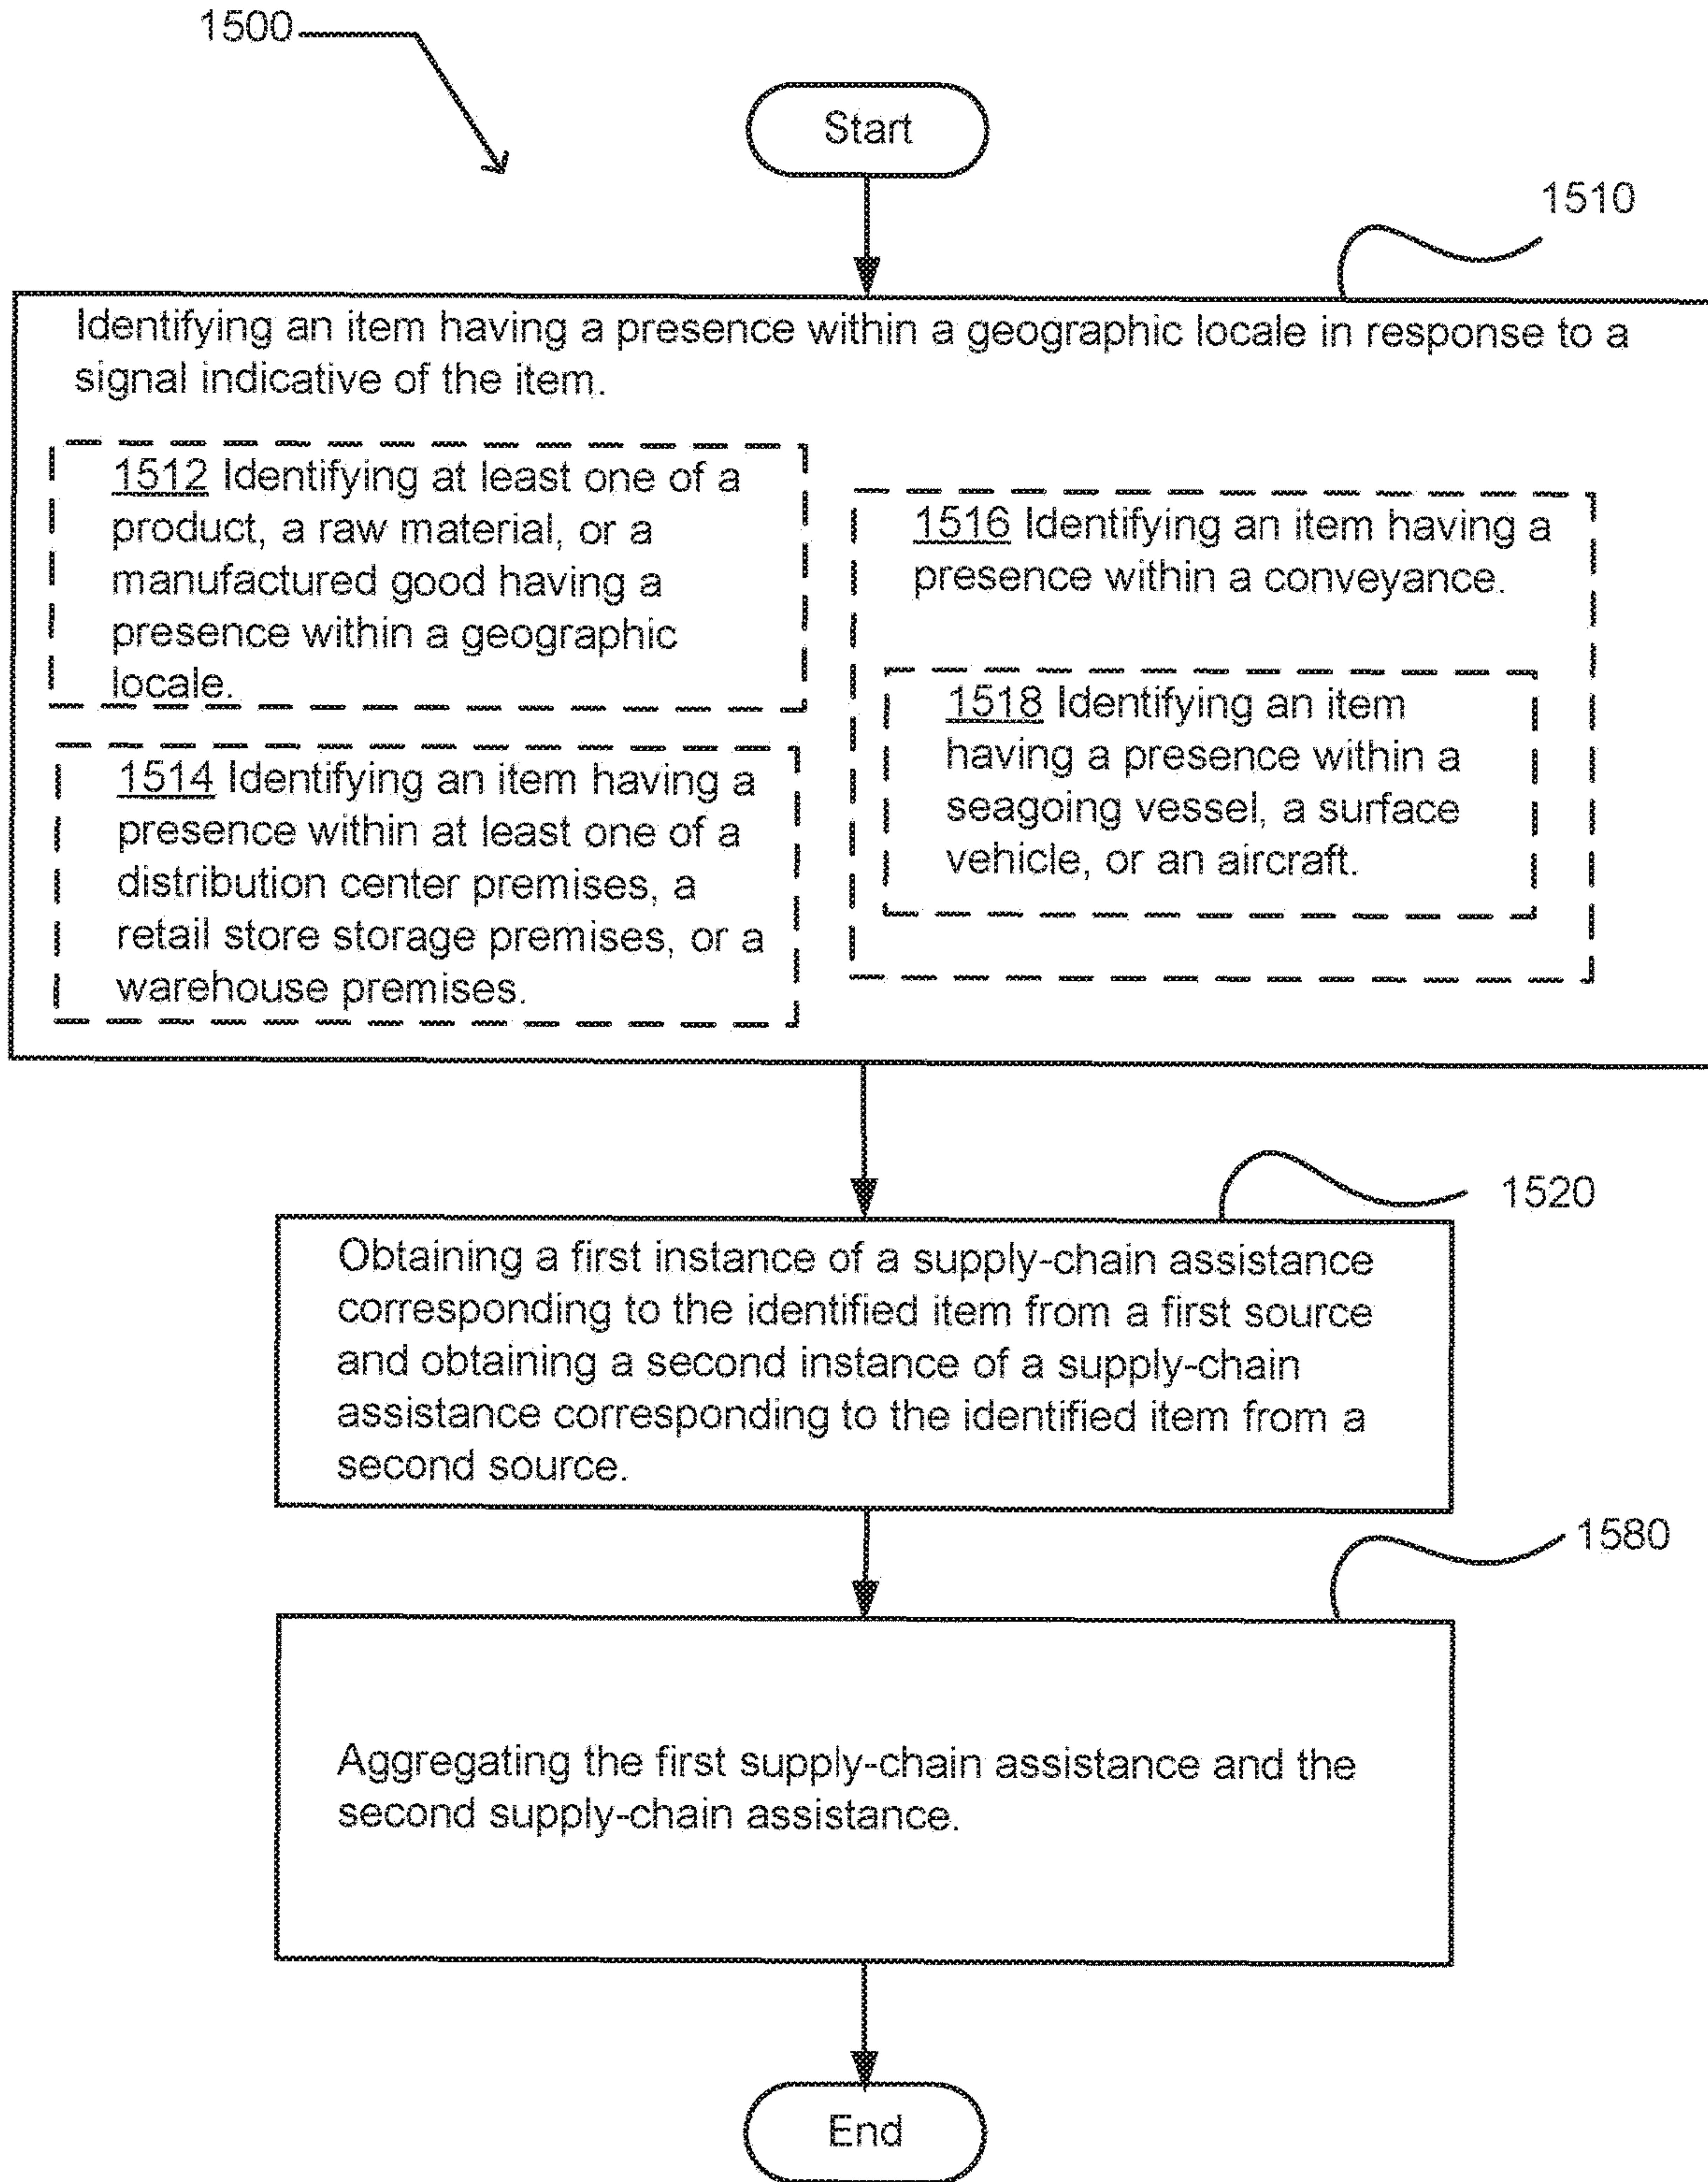 1500
Start
1510
Identifying an item having a presence within a geographic locale in response to a
signal indicative of the item.
1512 Identifying at least one of a
product, a raw material, or a
manufactured good having a
presence within a geographic
locale.
1514 Identifying an item having a
presence within at least one of a
distribution center premises, a
retail store storage premises, or a
warehouse premises.
1516 Identifying an item having a
presence within a conveyance.
1518 Identifying an item
having a presence within a
seagoing vessel, a surface
vehicle, or an aircraft.
1520
Obtaining a first instance of a supply-chain assistance
corresponding to the identified item from a first source
and obtaining a second instance of a supply-chain
assistance corresponding to the identified item from a
second source.
1580
Aggregating the first supply-chain assistance and the
second supply-chain assistance.
End